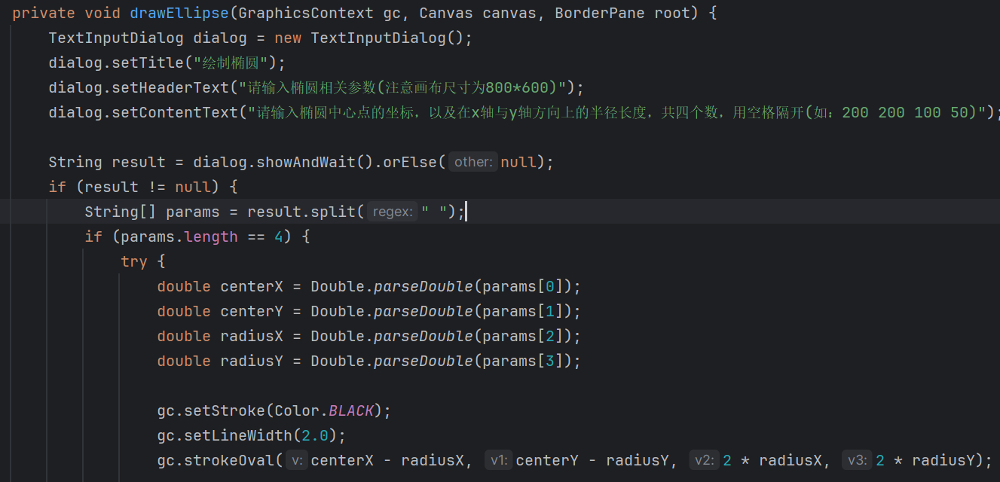 private void drawEllipse(GraphicsContext gc, Canvas canvas, BorderPane root) {
TextInputDialog dialog = new TextInputDialog();
dialog.setTitle("绘制椭圆");
dialog.setHeaderText("请输入椭圆相关参数(注意画布尺寸为800*600)");
dialog.setContentText("请输入椭圆中心点的坐标，以及在x轴与y轴方向上的半径长度，共四个数，用空格隔开(如：200 200 100 50)");
String result = dialog.showAndWait().orElse( other: null);
if (result != null) {
String[] params = result.split( regex: " ");
if (params.length == 4) {
try {
double centerX = Double.parseDouble(params[0]);
double centerY = Double.parseDouble(params[1]);
double radiusX = Double.parseDouble(params[2]);
double radiusY = Double.parseDouble(params[3]);
gc.setStroke(Color.BLACK);
gc.setLineWidth(2.0);
gc.strokeOval( v: centerX - radiusX, v1: centerY - radiusY, v2: 2 * radiusX, v3: 2 * radiusY);